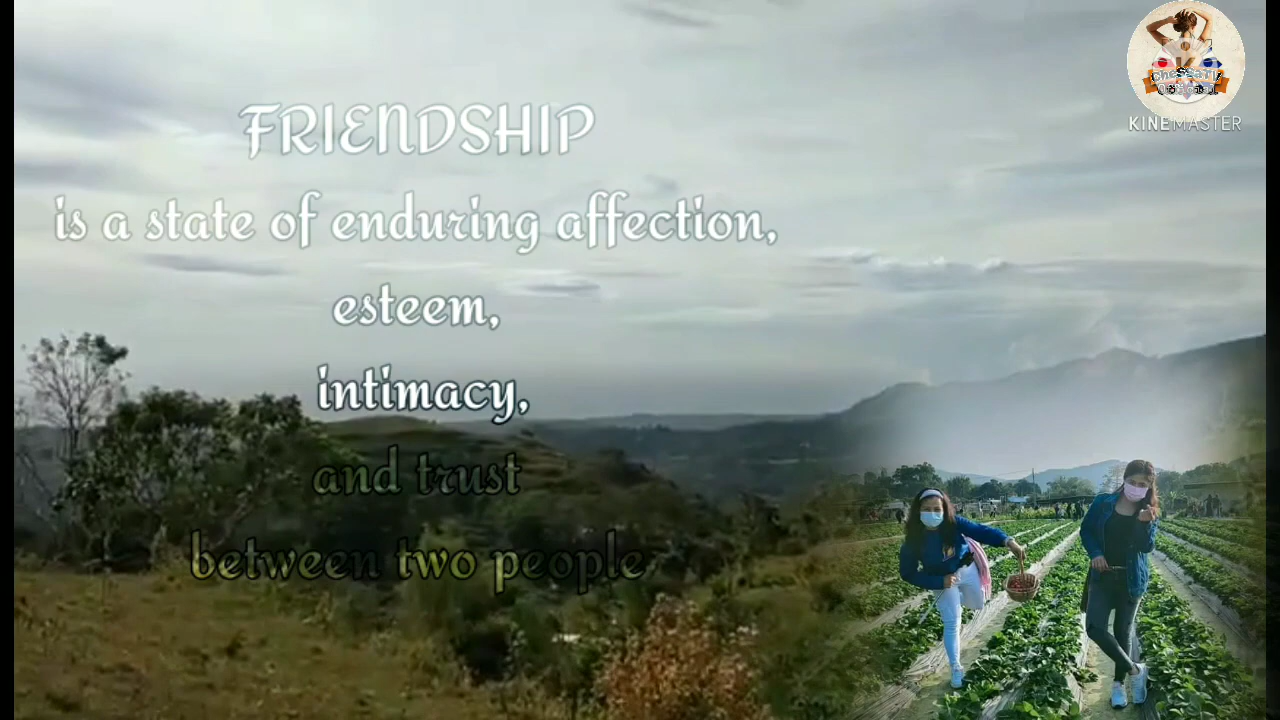 FRIENDSHIP
is a state of enduring affection,
esteem,
intimacy,
and trust
between two people
KINEMASTER